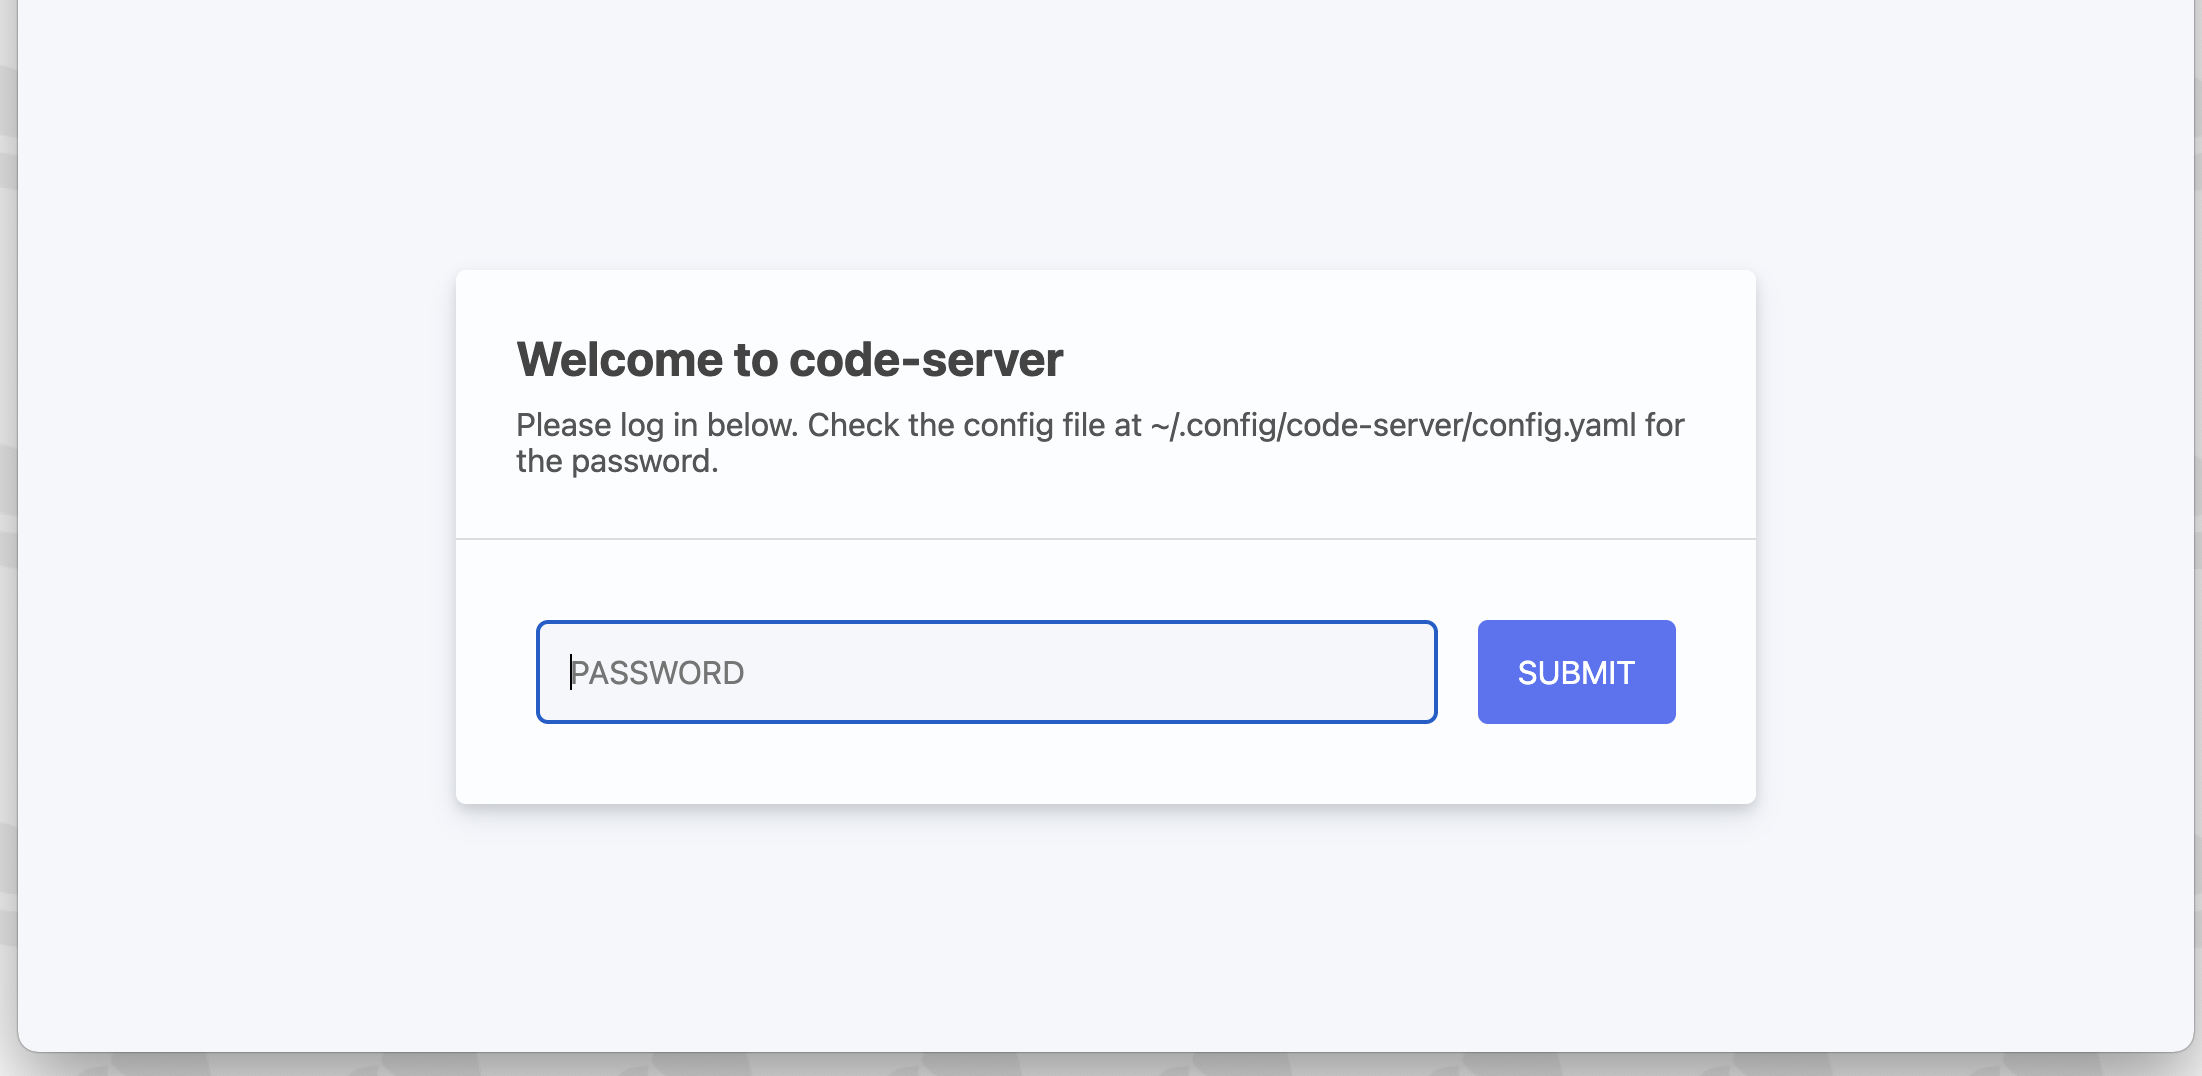 Welcome to code-server
Please log in below. Check the config file at ~/.config/code-server/config.yaml for
the password.
PASSWORD
SUBMIT